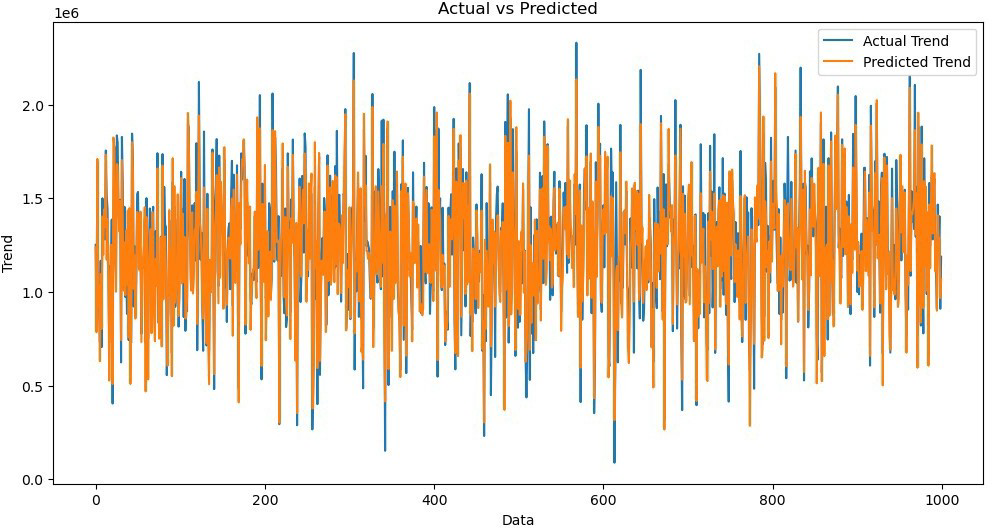 Actual vs Predicted
1e6
Actual Trend
Predicted Trend
2.0
1.5
1.0
0.5
0.0
Trend
0 200 400 600 800 1000
Data